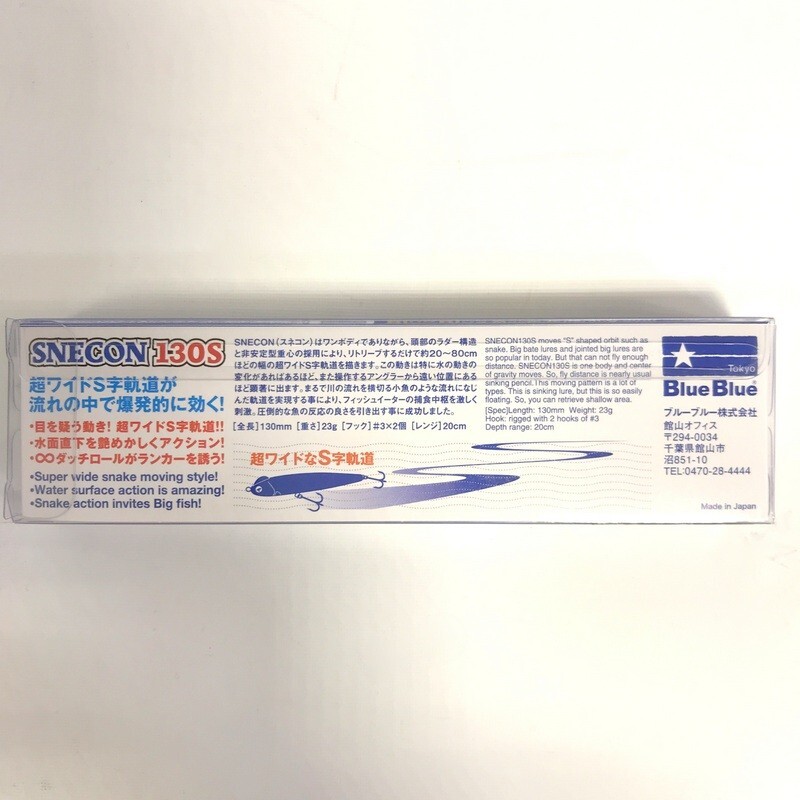 SNECON 130S
超ワイドS字軌道が
流れの中で爆発的に効く!
・目を疑う動き! 超ワイドS字軌道!!
・水面直下を艶めかしくアクション!
・∞ダッチロールがランカーを誘う!
・Super wide snake moving style!
・Water surface action is amazing!
・Snake action invites Big fish!
SNECON (スネコン) はワンボディでありながら、頭部のラダー構造
と非安定型重心の採用により、リトリーブするだけで約20〜80cm
ほどの幅の超ワイドS字軌道を描きます。この動きは特に水の動きの
変化があればあるほど、また操作するアングラーから遠い位置にある
ほど顕著に出ます。まるで川の流れを横切る小魚のような流れになじ
んだ軌道を実現する事により、フィッシュイーターの捕食中枢を激しく
刺激。圧倒的な魚の反応の良さを引き出す事に成功しました。
[全長]130mm [重さ]23g [フック]#3×2個 [レンジ]20cm
超ワイドなS字軌道
SNECON130S moves "S" shaped orbit such as
snake. Big bate lures and jointed big lures are
so popular in today. But that can not fly enough
distance. SNECON130S is one body and center
of gravity moves. So, fly distance is nearly usual
sinking pencil.This moving pattern is a lot of
types. This is sinking lure, but this is so easily
floating. So, you can retrieve shallow area.
[Spec]Length: 130mm Weight: 23g
Hook: rigged with 2 hooks of #3
Depth range: 20cm
Tokyo
BlueBlue
ブルーブルー株式会社
館山オフィス
〒294-0034
千葉県館山市
沼851-10
TEL:0470-28-4444
Made in Japan